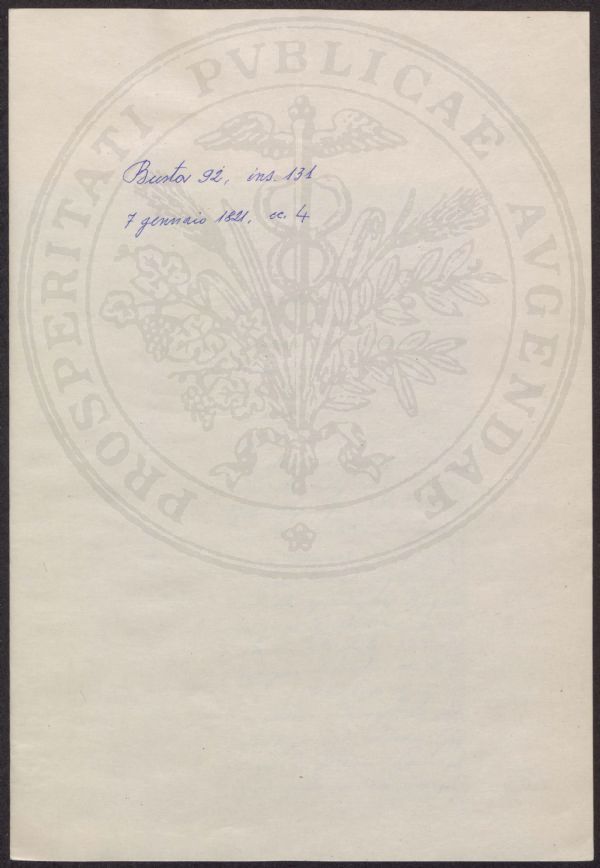 PROSPERITATI PVBLICAE AVGENDAE
Busta 92, ins. 131
7 gennaio 1821, cc. 4